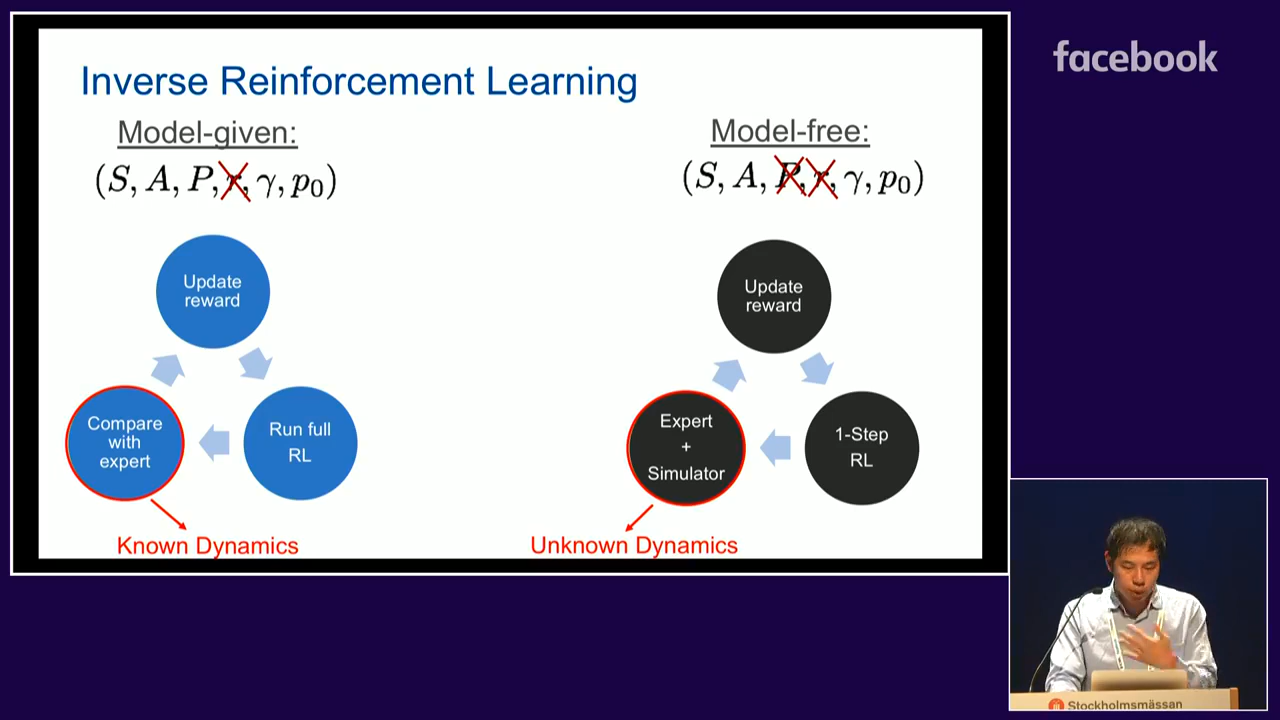 facebook
Inverse Reinforcement Learning
Model-given:
(S, A, P, r, γ, p₀)
Update
reward
Compare
with
expert
Run full
RL
Known Dynamics
Model-free:
(S, A, P, r, γ, p₀)
Update
reward
Expert
+
Simulator
1-Step
RL
Unknown Dynamics
Stockholmsmässan